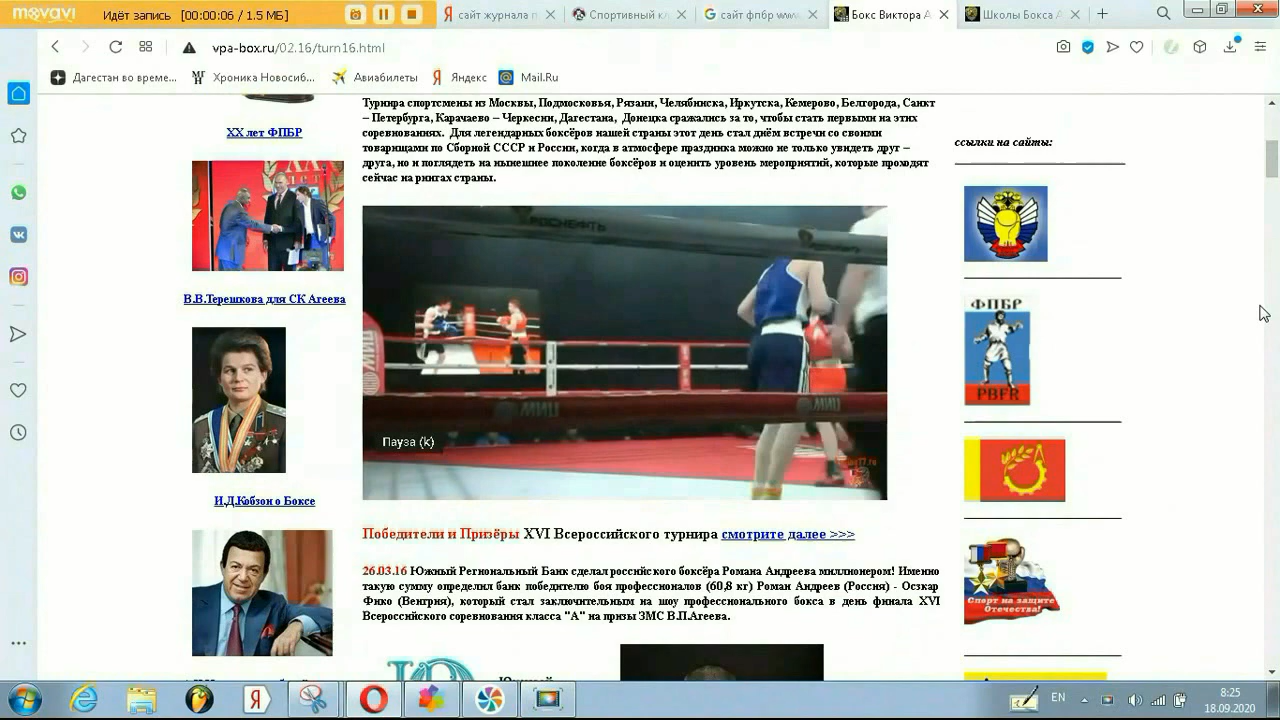 movavi
Идёт запись [00:00:06 / 1.5 МБ]
сайт журнала п
Спортивный кл
сайт фпбр www.
Бокс Виктора А
Школы Бокса А
vpa-box.ru/02.16/turn16.html
Дагестан во време...
Хроника Новосиб...
Авиабилеты
Яндекс
Mail.Ru
XX лет ФПБР
В.В.Терешкова для СК Агеева
И.Д.Кобзон о Боксе
Турнира спортсмены из Москвы, Подмосковья, Рязани, Челябинска, Иркутска, Кемерово, Белгорода, Санкт
– Петербурга, Карачаево – Черкесии, Дагестана, Донецка сражались за то, чтобы стать первыми на этих
соревнованиях. Для легендарных боксёров нашей страны этот день стал днём встречи со своими
товарищами по Сборной СССР и России, когда в атмосфере праздника можно не только увидеть друг –
друга, но и поглядеть на нынешнее поколение боксёров и оценить уровень мероприятий, которые проходят
сейчас на рингах страны.
РОСНЕФТЬ
МИЦ
МИЦ
МИЦ
Пауза (k)
Победители и Призёры XVI Всероссийского турнира смотрите далее >>>
26.03.16 Южный Региональный Банк сделал российского боксёра Романа Андреева миллионером! Именно
такую сумму определил банк победителю боя профессионалов (60,8 кг) Роман Андреев (Россия) - Осзкар
Фико (Венгрия), который стал заключительным на шоу профессионального бокса в день финала XVI
Всероссийского соревнования класса "А" на призы ЗМС В.П.Агеева.
ссылки на сайты:
ФПБР
PBFR
Спорт на защите
Отечества!
EN
8:25
18.09.2020